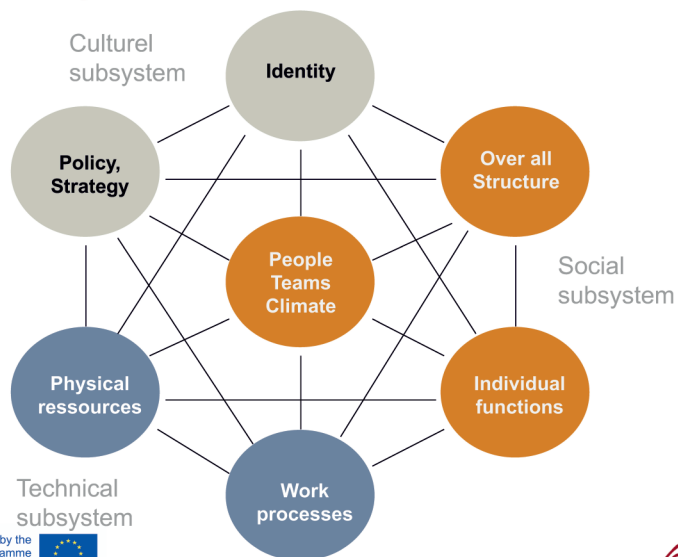 Culturel
subsystem
Identity
Policy,
Strategy
Over all
Structure
People
Teams
Climate
Social
subsystem
Physical
ressources
Individual
functions
Technical
subsystem
Work
processes
by the
ramme